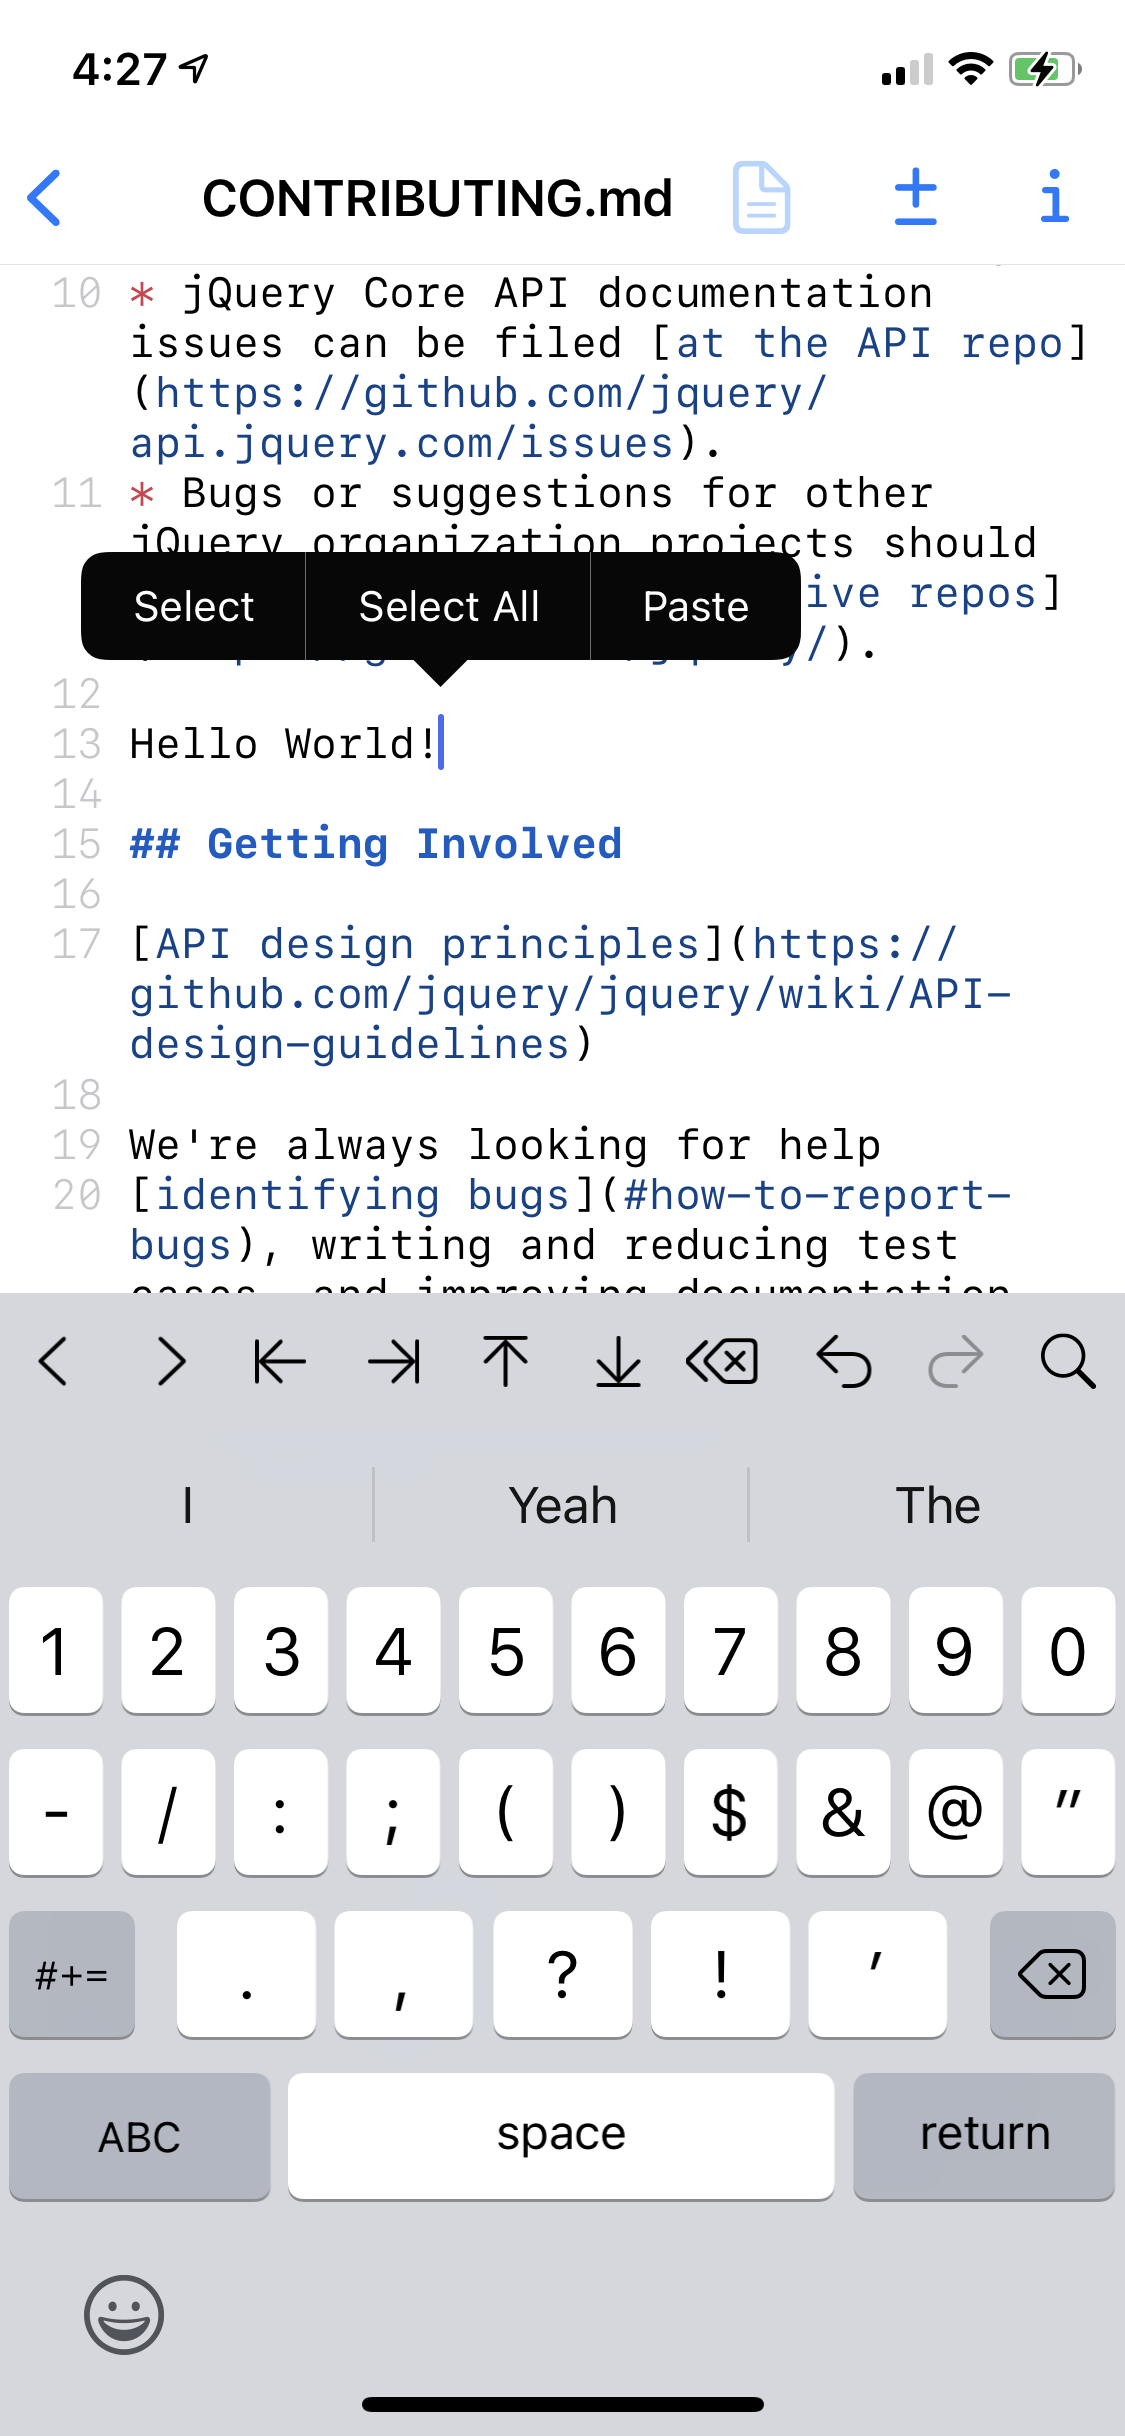 4:27
CONTRIBUTING.md
10 * jQuery Core API documentation
issues can be filed [at the API repo]
(https://github.com/jquery/
api.jquery.com/issues).
11 * Bugs or suggestions for other
jQuery organization projects should
ive repos]
/).
Select Select All Paste
12
13 Hello World!
14
15 ## Getting Involved
16
17 [API design principles](https://
github.com/jquery/jquery/wiki/API-
design-guidelines)
18
19 We're always looking for help
20 [identifying bugs](#how-to-report-
bugs), writing and reducing test
cases, and improving documentation
I Yeah The
1 2 3 4 5 6 7 8 9 0
- / : ; ( ) $ & @ "
#+= . , ? ! '
ABC space return